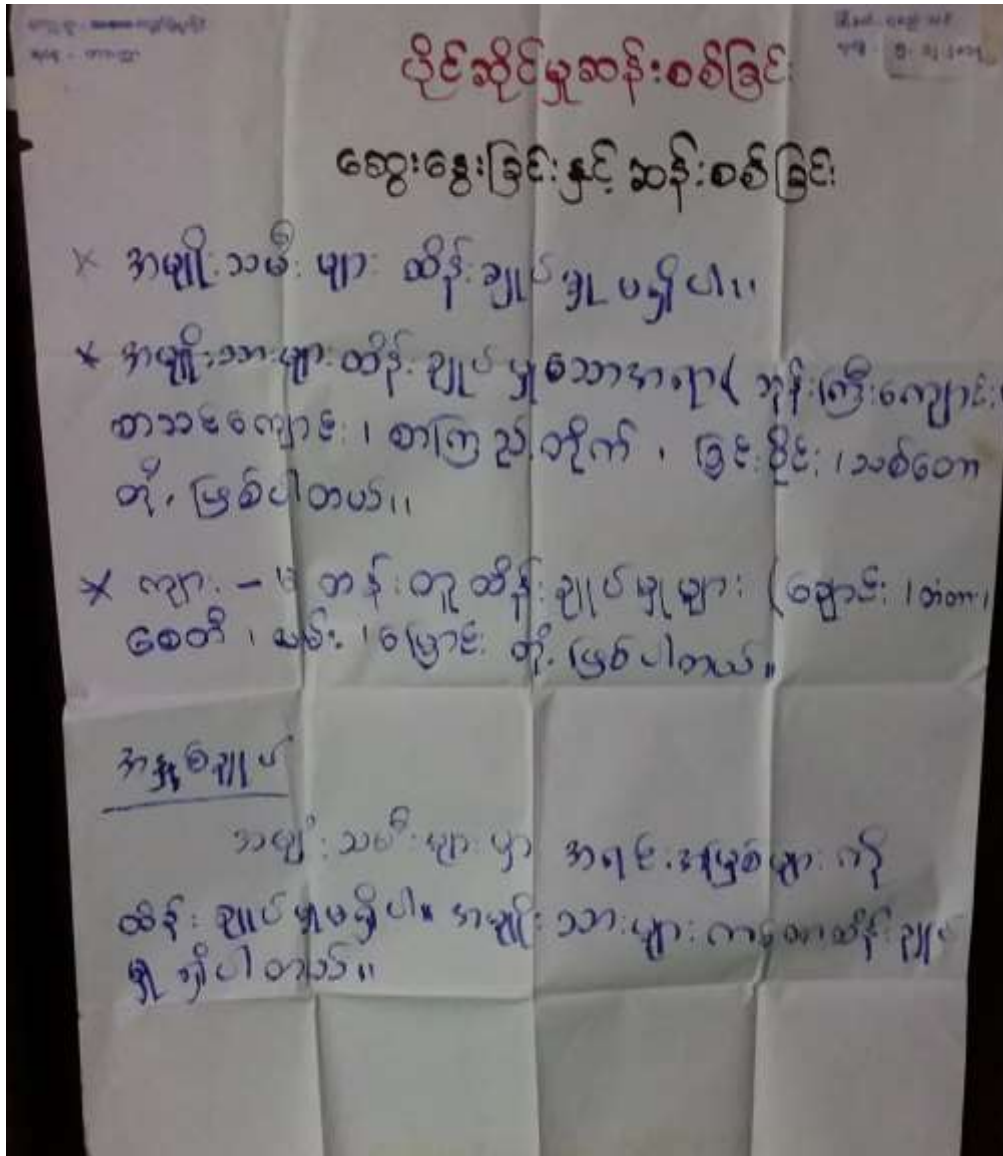 ပိုင်ဆိုင်မှုဆန်းစစ်ခြင်း
ဆွေးနွေးခြင်းနှင့် ဆန်းစစ်ခြင်း
× အမျိုးသမီးများ ထိန်းချုပ်မှု မရှိပါ။
* အမျိုးသားများထိန်းချုပ်မှုသောအရာ( ဘုန်းကြီးကျောင်း၊
စာသင်ကျောင်း၊ စာကြည့်တိုက်၊ ခြင်းဝိုင်း၊ သစ်တော
တို့ ဖြစ်ပါတယ်။
* ကျား - မ တန်းတူထိန်းချုပ်မှုများ (ချောင်း၊ တံတား၊
စေတီ၊ လမ်း၊ မြောင်း တို့ ဖြစ်ပါတယ်။
အနှစ်ချုပ်
အမျိုးသမီးများမှာ အရင်းအမြစ်များကို
ထိန်းချုပ်မှုမရှိပါ။ အမျိုးသားများကသာထိန်းချုပ်
မှု ရှိပါတယ်။